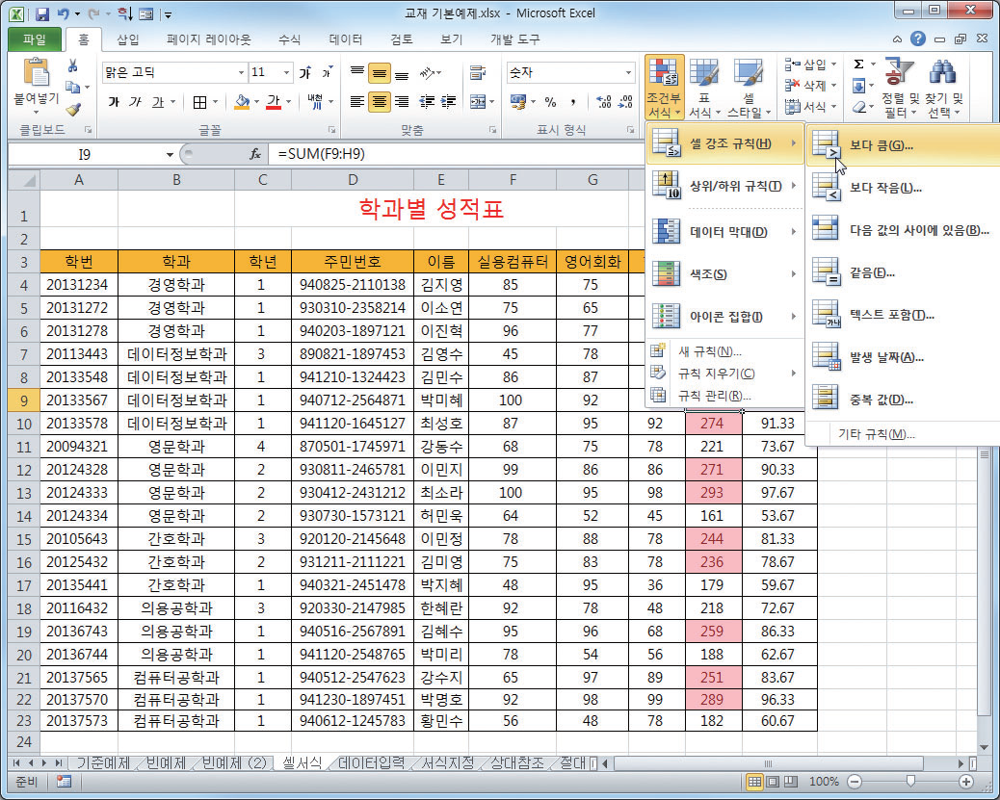 교재 기본예제.xlsx - Microsoft Excel
파일 홈 삽입 페이지 레이아웃 수식 데이터 검토 보기 개발 도구
붙여넣기 맑은 고딕 11 가 가 숫자 조건부 서식 표 서식 셀 스타일 삽입 삭제 서식 Σ 정렬 및 필터 찾기 및 선택
가 가 가 가 내천 % ,
클립보드 글꼴 맞춤 표시 형식
I9 fx =SUM(F9:H9)
셀 강조 규칙(H)
상위/하위 규칙(T)
데이터 막대(D)
색조(S)
아이콘 집합(I)
새 규칙(N)...
규칙 지우기(C)
규칙 관리(R)...
보다 큼(G)...
보다 작음(L)...
다음 값의 사이에 있음(B)...
같음(E)...
텍스트 포함(T)...
발생 날짜(A)...
중복 값(D)...
기타 규칙(M)...
A B C D E F G
1 학과별 성적표
2
3 학번 학과 학년 주민번호 이름 실용컴퓨터 영어회화
4 20131234 경영학과 1 940825-2110138 김지영 85 75
5 20131272 경영학과 1 930310-2358214 이소연 75 65
6 20131278 경영학과 1 940203-1897121 이진혁 96 77
7 20113443 데이터정보학과 3 890821-1897453 김영수 45 78
8 20133548 데이터정보학과 1 941210-1324423 김민수 86 87
9 20133567 데이터정보학과 1 940712-2564871 박미혜 100 92
10 20133578 데이터정보학과 1 941120-1645127 최성호 87 95 92 274 91.33
11 20094321 영문학과 4 870501-1745971 강동수 68 75 78 221 73.67
12 20124328 영문학과 2 930811-2465781 이민지 99 86 86 271 90.33
13 20124333 영문학과 2 930412-2431212 최소라 100 95 98 293 97.67
14 20124334 영문학과 2 930730-1573121 허민욱 64 52 45 161 53.67
15 20105643 간호학과 3 920120-2145648 이민정 78 88 78 244 81.33
16 20125432 간호학과 2 931211-2111221 김미영 75 83 78 236 78.67
17 20135441 간호학과 1 940321-2451478 박지혜 48 95 36 179 59.67
18 20116432 의용공학과 3 920330-2147985 한혜란 92 78 48 218 72.67
19 20136743 의용공학과 1 940516-2567891 김혜수 95 96 68 259 86.33
20 20136744 의용공학과 1 941120-2548765 박미리 78 54 56 188 62.67
21 20137565 컴퓨터공학과 1 940512-2547623 강수지 65 97 89 251 83.67
22 20137570 컴퓨터공학과 1 941230-1897451 박명호 92 98 99 289 96.33
23 20137573 컴퓨터공학과 1 940612-1245783 황민수 56 48 78 182 60.67
24
기준예제 빈예제 빈예제 (2) 셀서식 데이터입력 서식지정 상대참조 절대
준비 100%